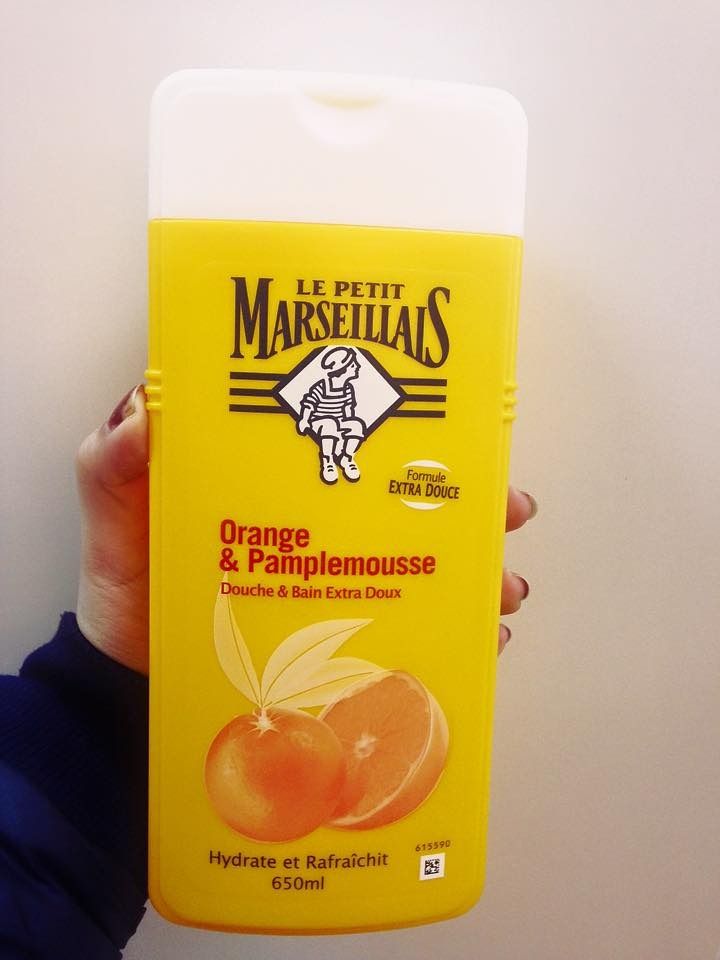 LE PETIT
MARSEILLAIS
Formule
EXTRA DOUCE
Orange
& Pamplemousse
Douche & Bain Extra Doux
615590
Hydrate et Rafraîchit
650ml